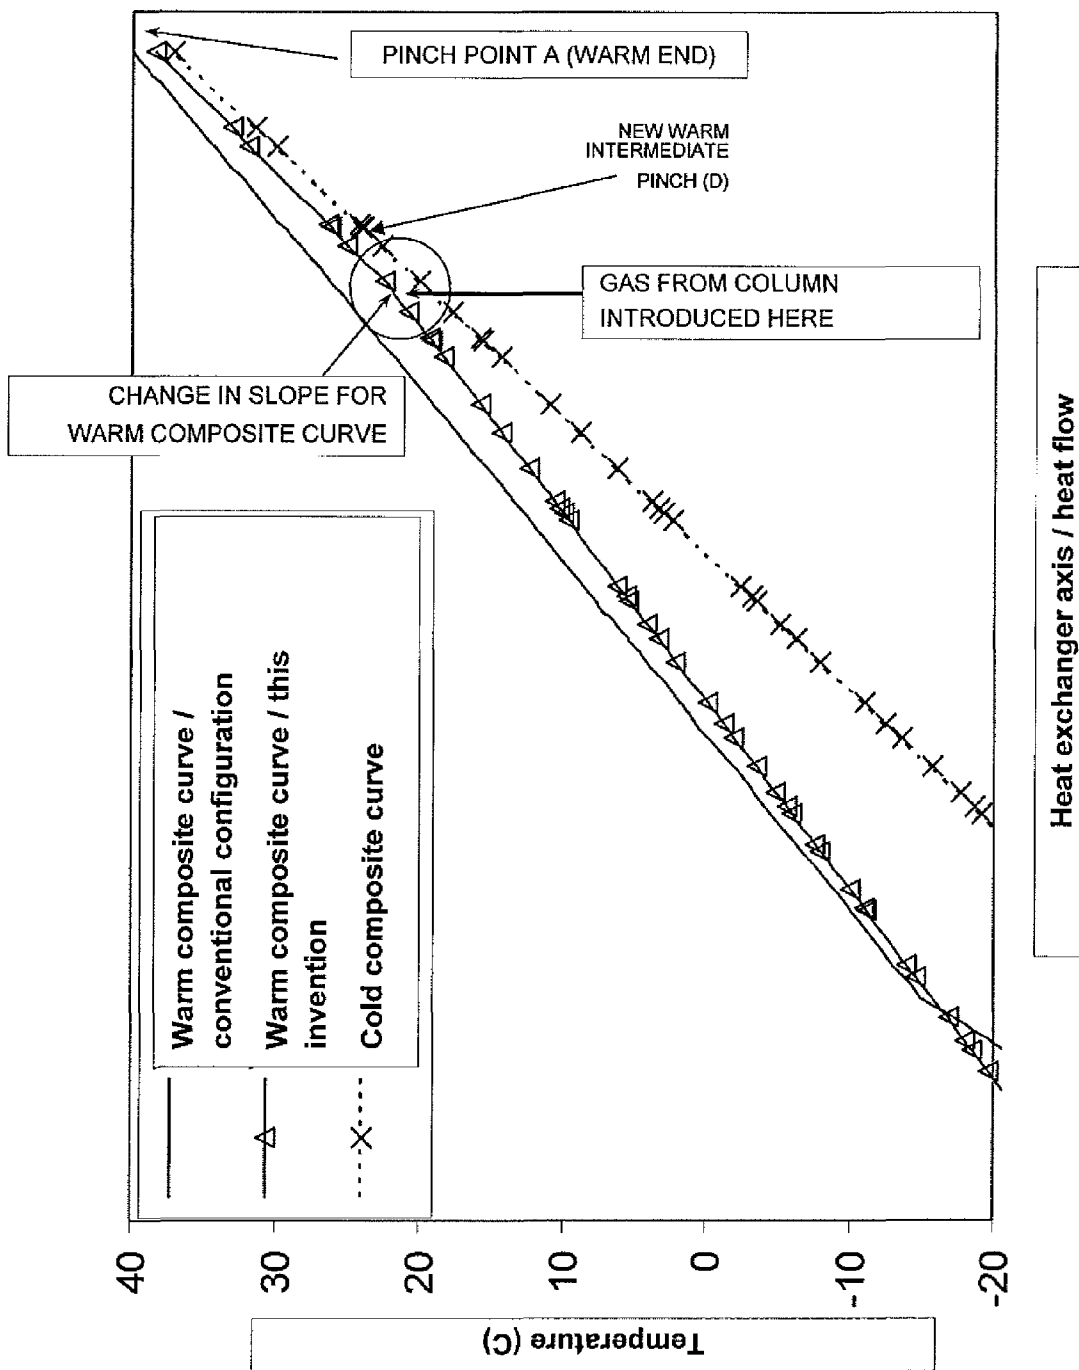 PINCH POINT A (WARM END)
NEW WARM
INTERMEDIATE
PINCH (D)
GAS FROM COLUMN
INTRODUCED HERE
CHANGE IN SLOPE FOR
WARM COMPOSITE CURVE
Warm composite curve /
conventional configuration
Warm composite curve / this
invention
Cold composite curve
40
30
20
10
0
-10
-20
Temperature (C)
Heat exchanger axis / heat flow